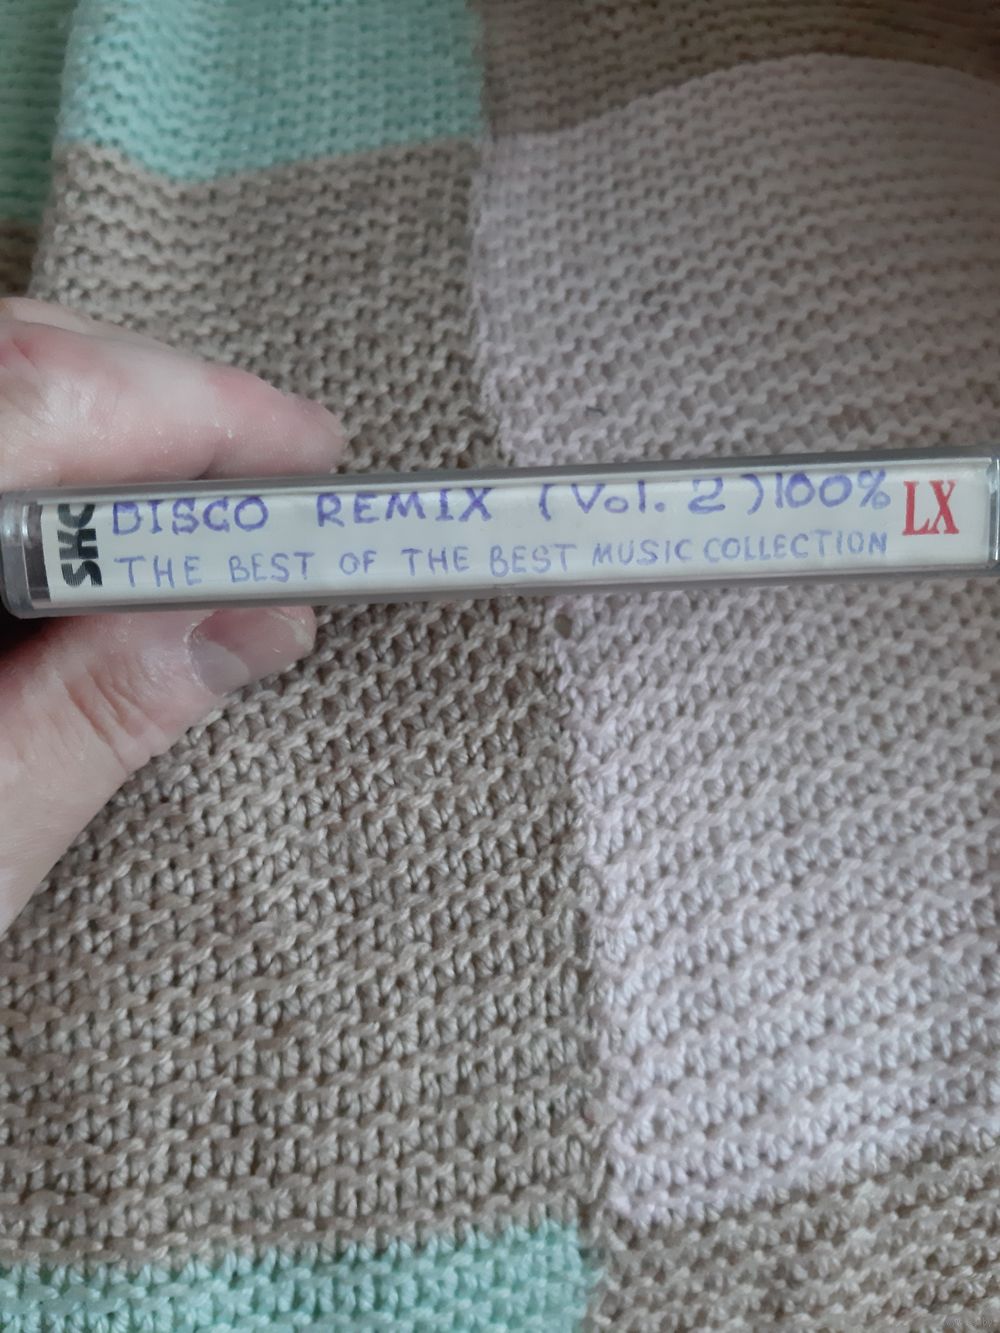 SKC
DISCO REMIX (Vol. 2) 100%
THE BEST OF THE BEST MUSIC COLLECTION
LX